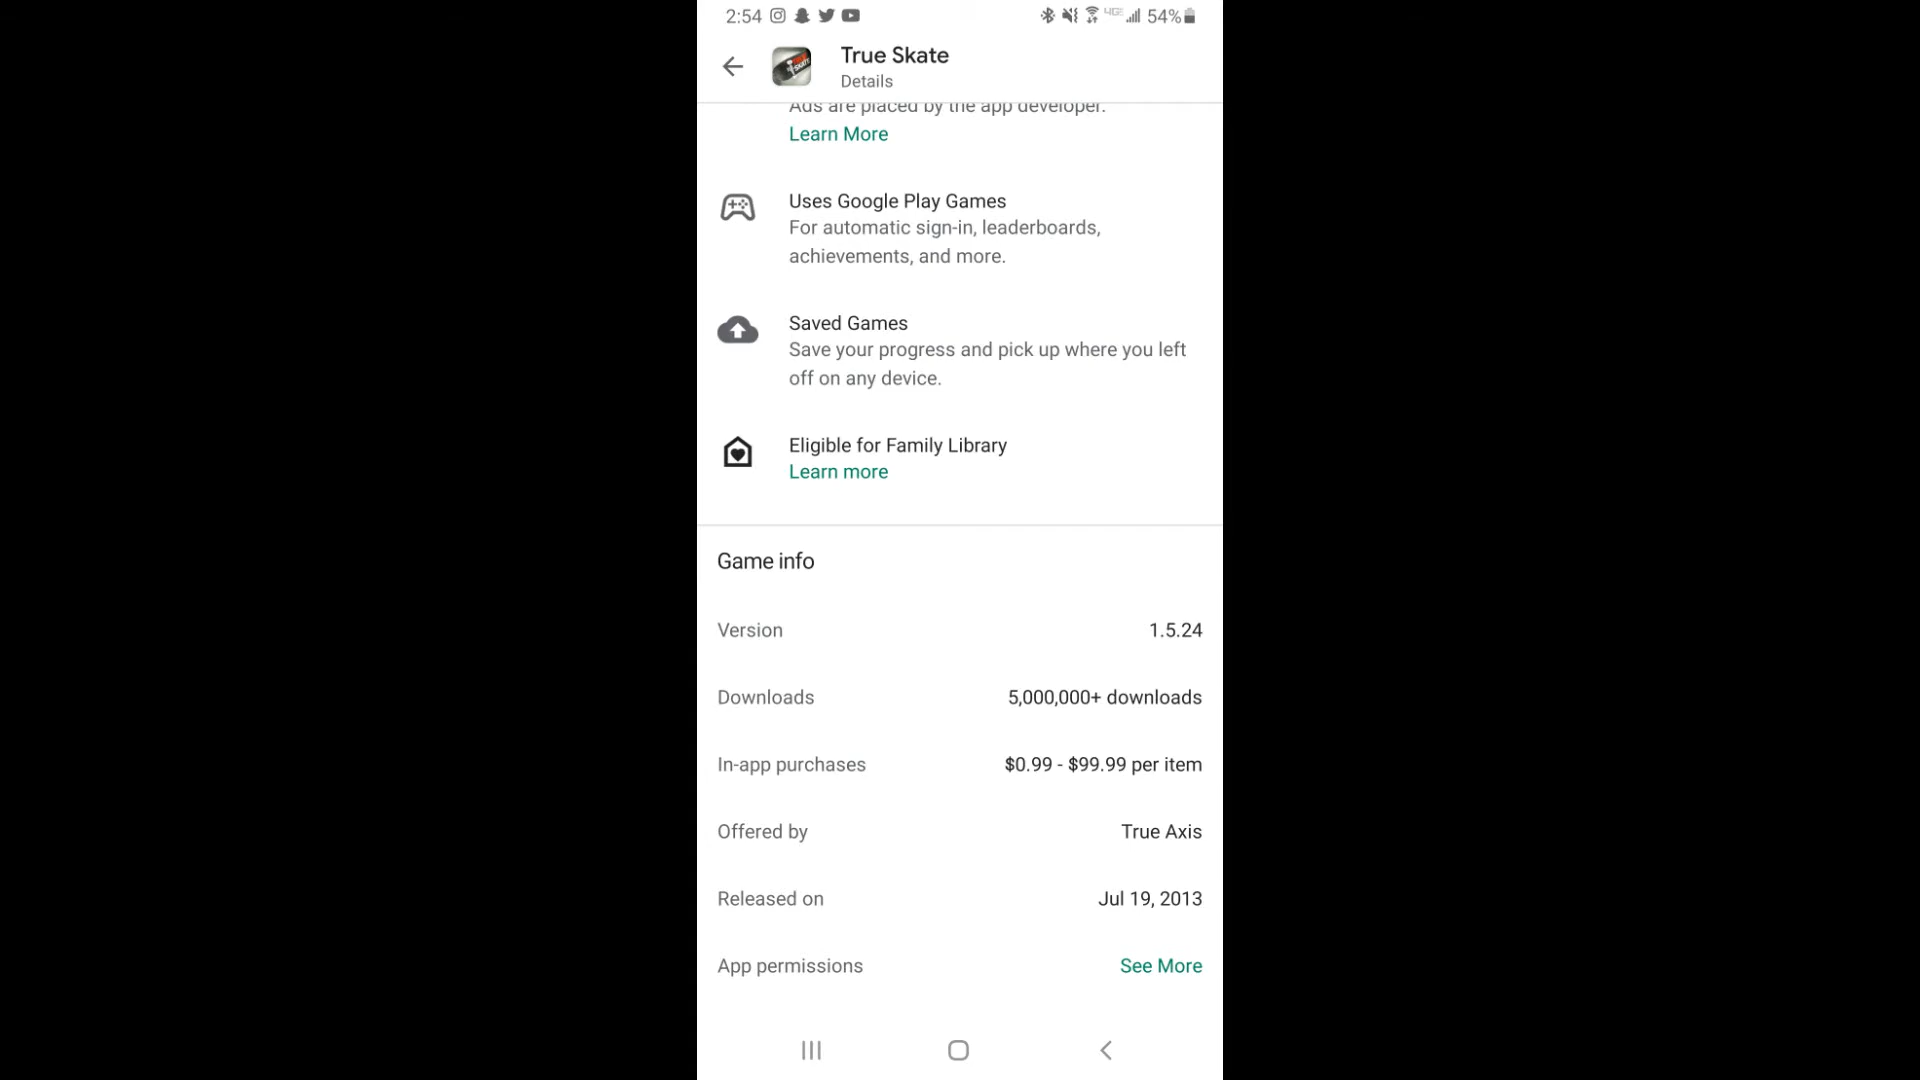 2:54 54%
True Skate
Details
Ads are placed by the app developer.
Learn More
Uses Google Play Games
For automatic sign-in, leaderboards,
achievements, and more.
Saved Games
Save your progress and pick up where you left
off on any device.
Eligible for Family Library
Learn more
Game info
Version 1.5.24
Downloads 5,000,000+ downloads
In-app purchases $0.99 - $99.99 per item
Offered by True Axis
Released on Jul 19, 2013
App permissions See More